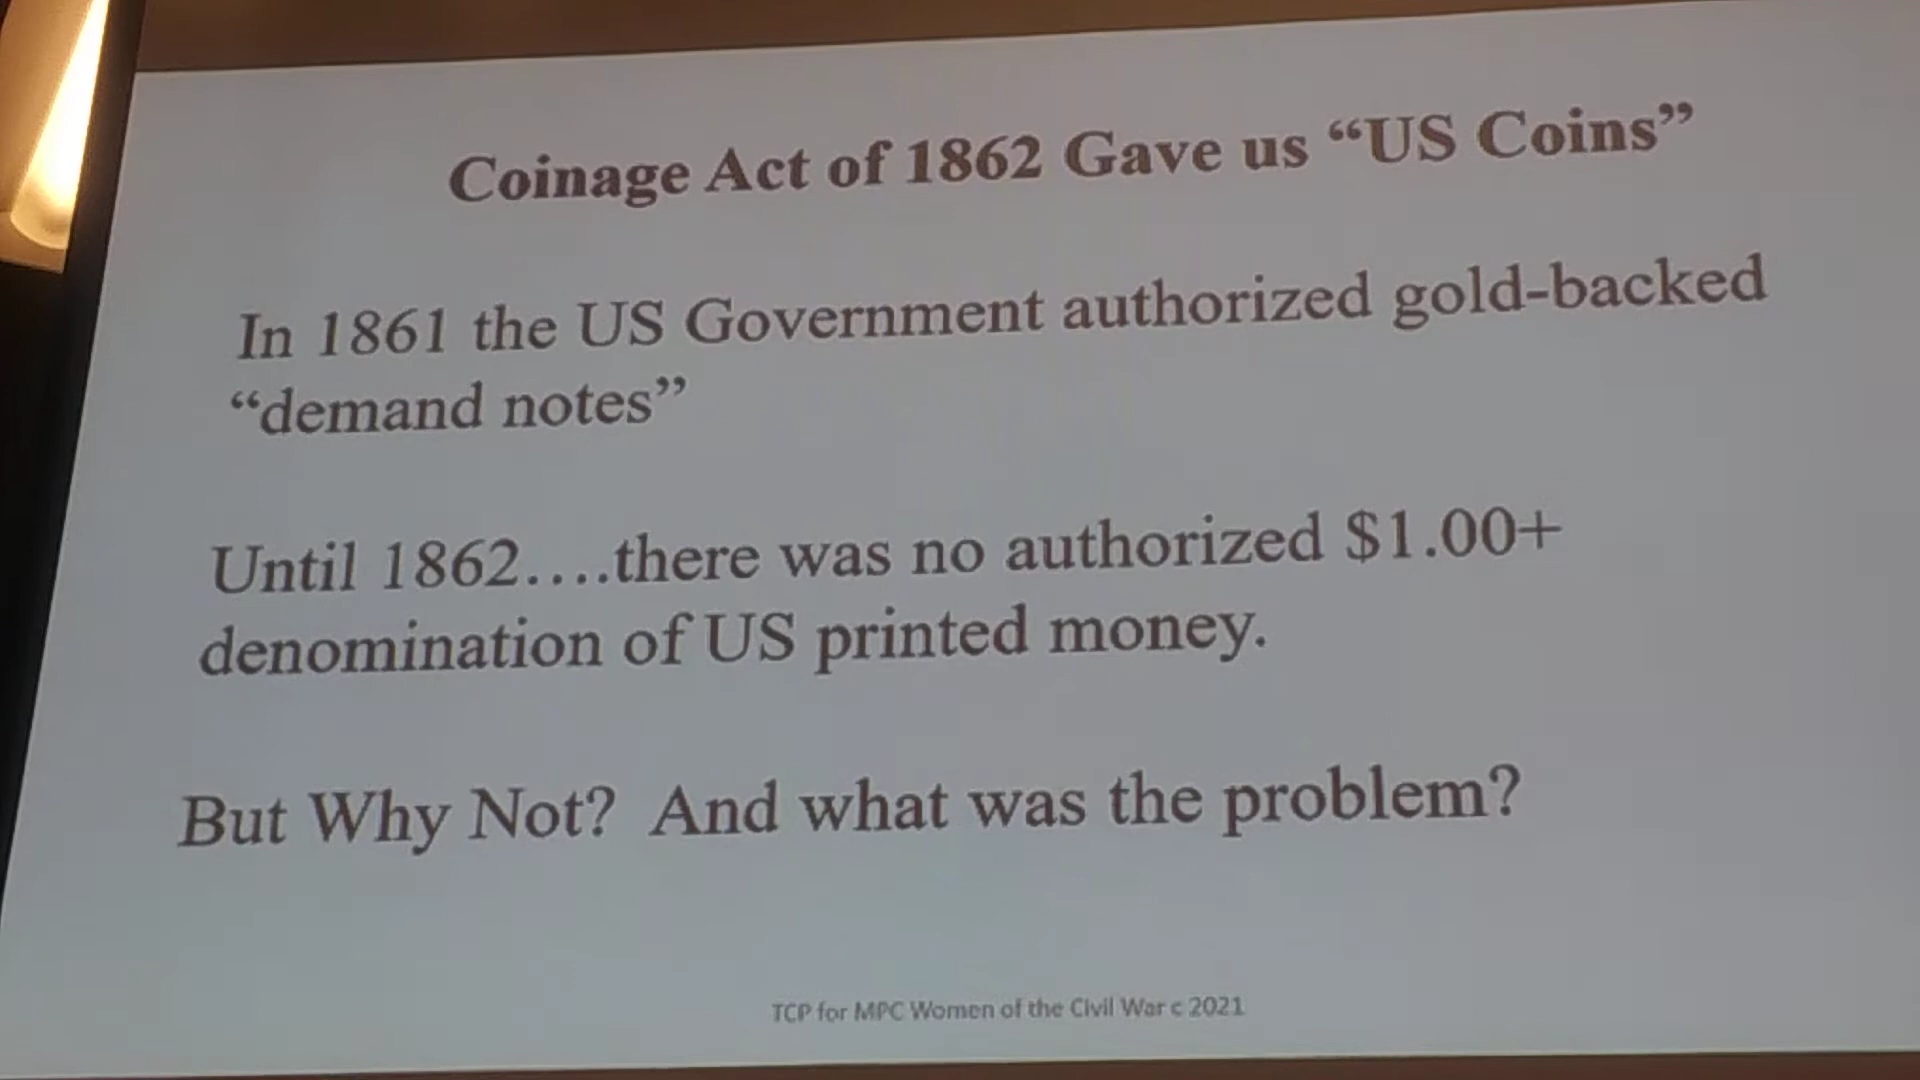 Coinage Act of 1862 Gave us “US Coins”
In 1861 the US Government authorized gold-backed
“demand notes”
Until 1862....there was no authorized $1.00+
denomination of US printed money.
But Why Not? And what was the problem?
TCP for MPC Women of the Civil War c 2021